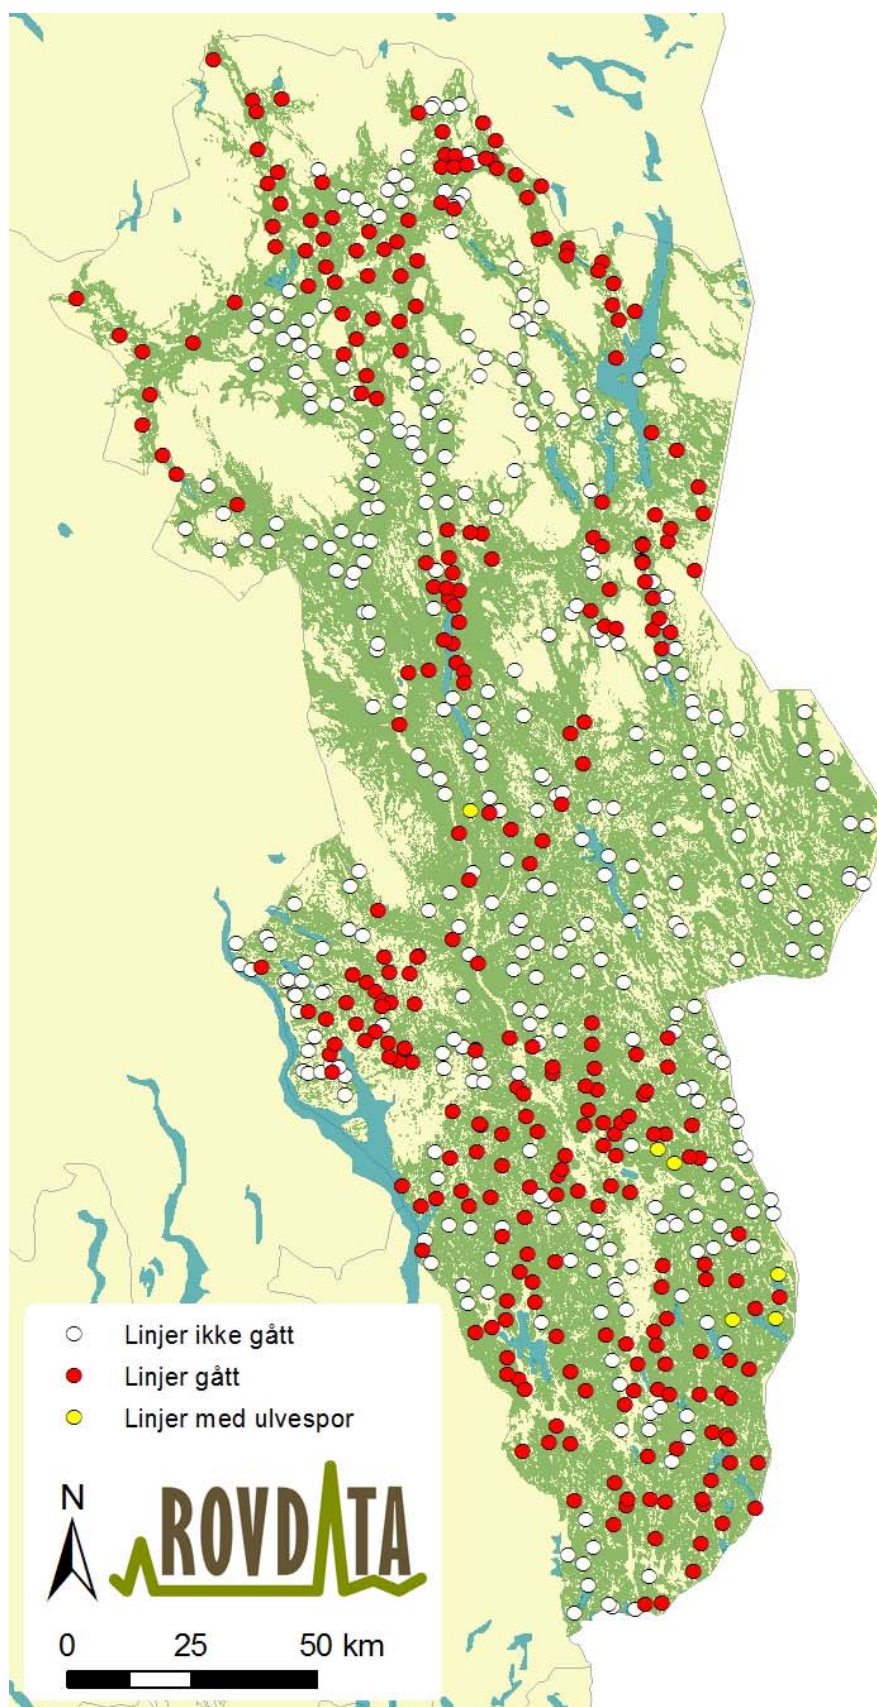 Linjer ikke gått
Linjer gått
Linjer med ulvespor
N
ROVDATA
0 25 50 km